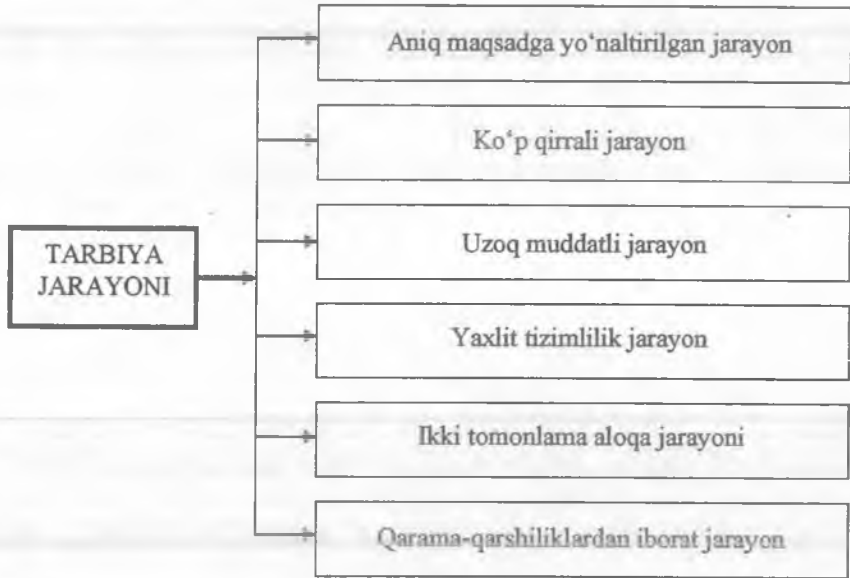 Aniq maqsadga yo'naltirilgan jarayon
Ko‘p qirrali jarayon
Uzoq muddatli jarayon
TARBIYA
JARAYONI
Yaxlit tizimlilik jarayon
Ikki tomonlama aloqa jarayoni
Qarama-qarshiliklardan iborat jarayon